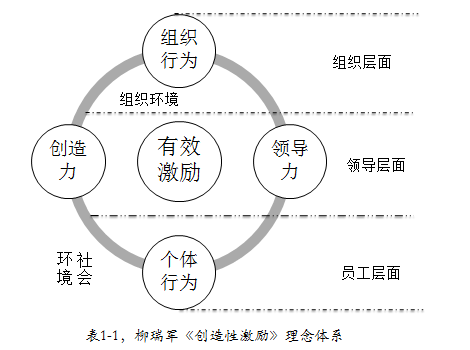 组织
行为
组织层面
组织环境
创造
力
有效
激励
领导
力
领导层面
个体
行为
社会
环境
员工层面
表1-1，柳瑞军《创造性激励》理念体系